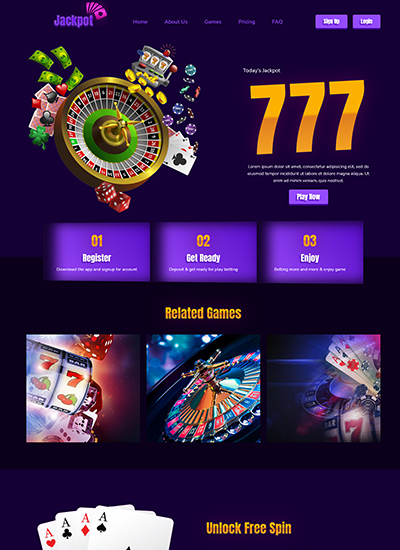 Jackpot
Home About Us Games Pricing FAQ
Sign Up Login
Today's Jackpot
777
Lorem ipsum dolor sit amet, consectetur adipisicing elit, sed do
eiusmod tempor incididunt ut labore et dolore magna aliqua. Ut
enim ad minim veniam, quis nostrud.
Play Now
01 02 03
Register Get Ready Enjoy
Download the app and signup for account Deposit & get ready for play betting Betting more and more & enjoy game
Related Games
Unlock Free Spin